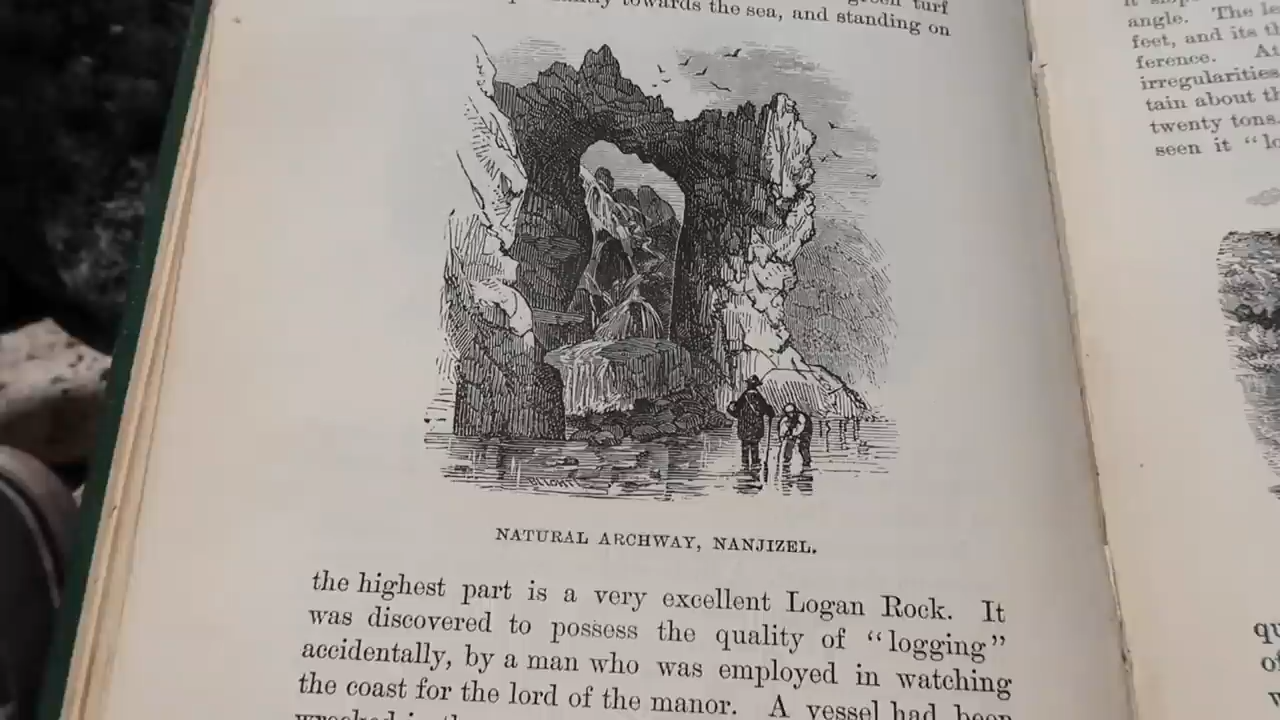 green turf
towards the sea, and standing on
NATURAL ARCHWAY, NANJIZEL.
the highest part is a very excellent Logan Rock. It
was discovered to possess the quality of “logging”
accidentally, by a man who was employed in watching
the coast for the lord of the manor. A vessel had been
angle. The
feet, and its
ference.
irregularities
tain about
twenty tons.
seen it “